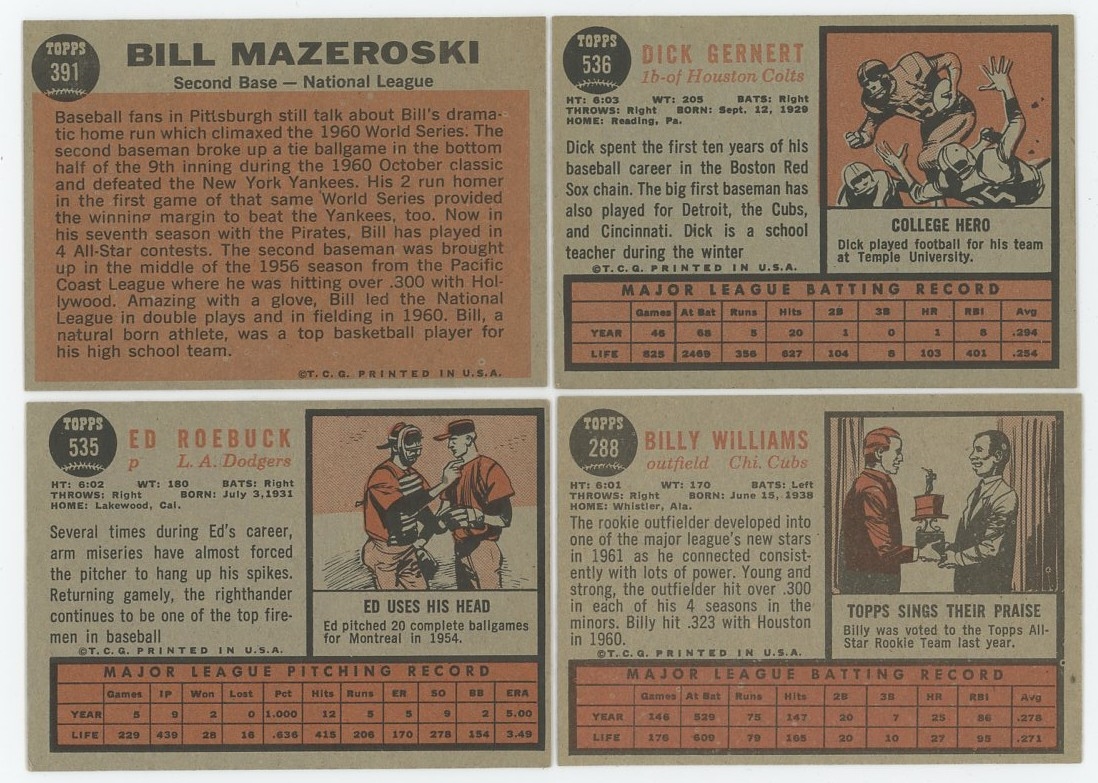 TOPPS
391
BILL MAZEROSKI
Second Base — National League
Baseball fans in Pittsburgh still talk about Bill's drama-
tic home run which climaxed the 1960 World Series. The
second baseman broke up a tie ballgame in the bottom
half of the 9th inning during the 1960 October classic
and defeated the New York Yankees. His 2 run homer
in the first game of that same World Series provided
the winning margin to beat the Yankees, too. Now in
his seventh season with the Pirates, Bill has played in
4 All-Star contests. The second baseman was brought
up in the middle of the 1956 season from the Pacific
Coast League where he was hitting over .300 with Hol-
lywood. Amazing with a glove, Bill led the National
League in double plays and in fielding in 1960. Bill, a
natural born athlete, was a top basketball player for
his high school team.
©T.C.G. PRINTED IN U.S.A.
TOPPS
536
DICK GERNERT
1b-of Houston Colts
HT: 6:03 WT: 205 BATS: Right
THROWS: Right BORN: Sept. 12, 1929
HOME: Reading, Pa.
Dick spent the first ten years of his
baseball career in the Boston Red
Sox chain. The big first baseman has
also played for Detroit, the Cubs,
and Cincinnati. Dick is a school
teacher during the winter
©T.C.G. PRINTED IN U.S.A.
COLLEGE HERO
Dick played football for his team
at Temple University.
MAJOR LEAGUE BATTING RECORD
Games At Bat Runs Hits 2B 3B HR RBI Avg
YEAR 46 68 5 20 1 0 1 8 .294
LIFE 625 2469 356 627 104 8 103 401 .254
TOPPS
535
ED ROEBUCK
p L. A. Dodgers
HT: 6:02 WT: 180 BATS: Right
THROWS: Right BORN: July 3, 1931
HOME: Lakewood, Cal.
Several times during Ed's career,
arm miseries have almost forced
the pitcher to hang up his spikes.
Returning gamely, the righthander
continues to be one of the top fire-
men in baseball
©T.C.G. PRINTED IN U.S.A.
ED USES HIS HEAD
Ed pitched 20 complete ballgames
for Montreal in 1954.
MAJOR LEAGUE PITCHING RECORD
Games IP Won Lost Pct Hits Runs ER SO BB ERA
YEAR 5 9 2 0 1.000 12 5 5 9 2 5.00
LIFE 229 439 28 16 .636 415 206 170 278 154 3.49
TOPPS
288
BILLY WILLIAMS
outfield Chi. Cubs
HT: 6:01 WT: 170 BATS: Left
THROWS: Right BORN: June 15, 1938
HOME: Whistler, Ala.
The rookie outfielder developed into
one of the major league's new stars
in 1961 as he connected consist-
ently with lots of power. Young and
strong, the outfielder hit over .300
in each of his 4 seasons in the
minors. Billy hit .323 with Houston
in 1960.
©T.C.G. PRINTED IN U.S.A.
TOPPS SINGS THEIR PRAISE
Billy was voted to the Topps All-
Star Rookie Team last year.
MAJOR LEAGUE BATTING RECORD
Games At Bat Runs Hits 2B 3B HR RBI Avg
YEAR 146 529 75 147 20 7 25 86 .278
LIFE 176 609 79 165 20 10 27 95 .271